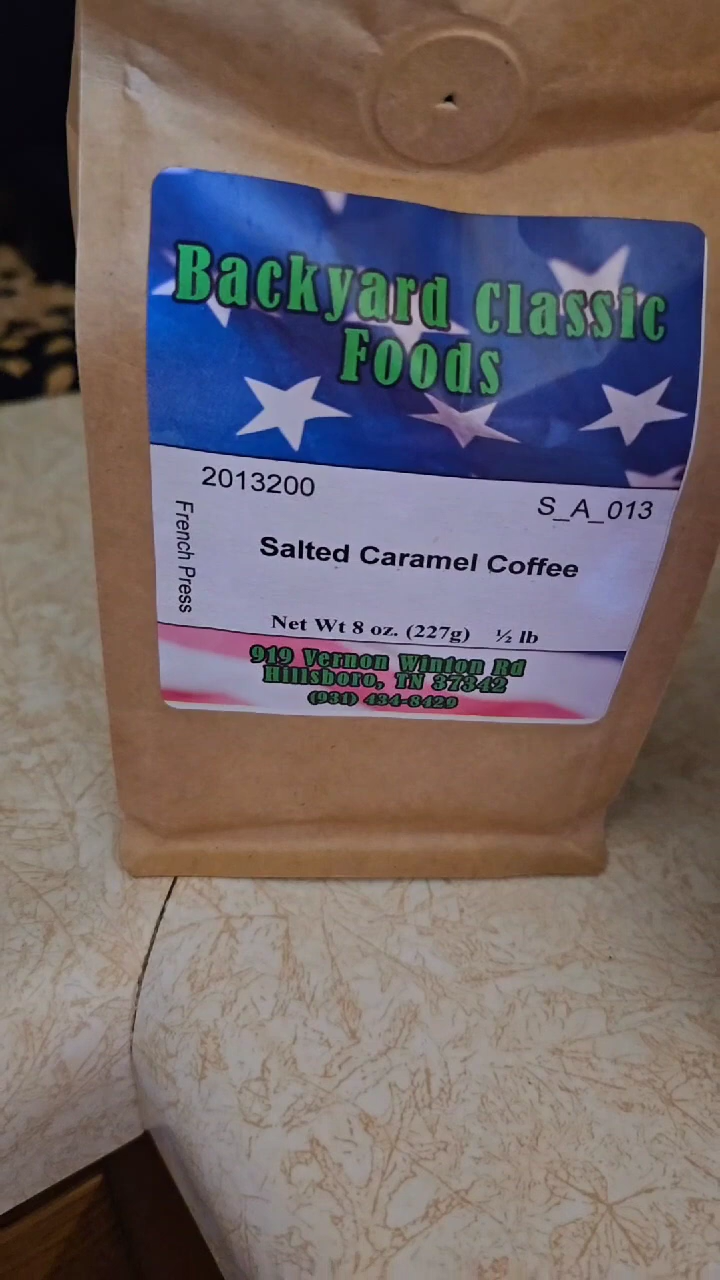 Backyard Classic
Foods
2013200
S_A_013
French Press
Salted Caramel Coffee
Net Wt 8 oz. (227g) ½ lb
919 Vernon Winton Rd
Hillsboro, TN 37342
(931) 434-8429